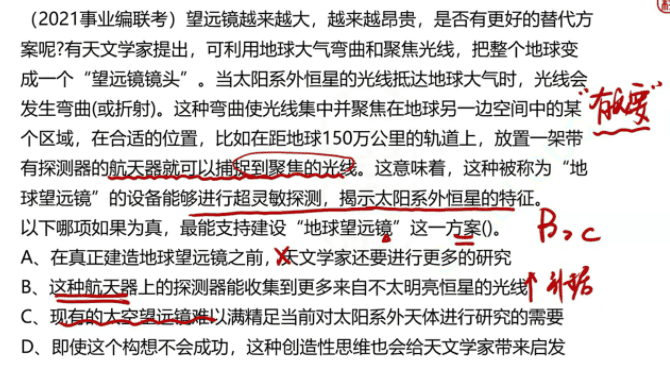 (2021事业编联考）望远镜越来越大，越来越昂贵，是否有更好的替代方
案呢?有天文学家提出，可利用地球大气弯曲和聚焦光线，把整个地球变
成一个“望远镜镜头”。当太阳系外恒星的光线抵达地球大气时，光线会
发生弯曲(或折射)。这种弯曲使光线集中并聚焦在地球另一边空间中的某
个区域，在合适的位置，比如在距地球150万公里的轨道上，放置一架带
有探测器的航天器就可以捕捉到聚焦的光线。这意味着，这种被称为“地
球望远镜”的设备能够进行超灵敏探测，揭示太阳系外恒星的特征。
“有必要”
以下哪项如果为真，最能支持建设“地球望远镜”这一方案()。
B>C
A、在真正建造地球望远镜之前，天文学家还要进行更多的研究
B、这种航天器上的探测器能收集到更多来自不太明亮恒星的光线
补据
C、现有的太空望远镜难以满精足当前对太阳系外天体进行研究的需要
D、即使这个构想不会成功，这种创造性思维也会给天文学家带来启发